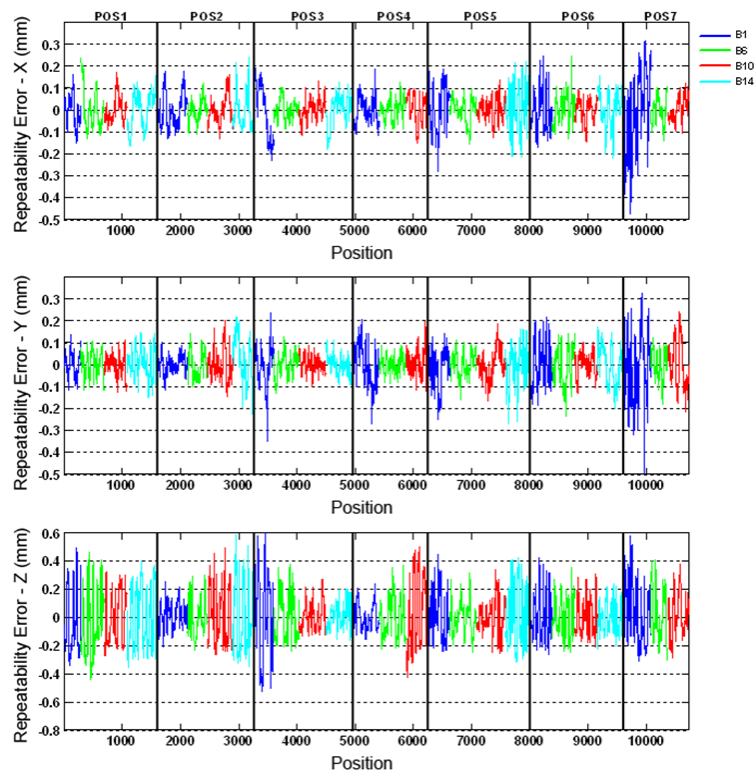 POS1 POS2 POS3 POS4 POS5 POS6 POS7
B1
B6
B10
B14
Repeatability Error - X (mm)
0.3
0.2
0.1
0
-0.1
-0.2
-0.3
-0.4
-0.5
1000 2000 3000 4000 5000 6000 7000 8000 9000 10000
Position
Repeatability Error - Y (mm)
0.3
0.2
0.1
0
-0.1
-0.2
-0.3
-0.4
-0.5
1000 2000 3000 4000 5000 6000 7000 8000 9000 10000
Position
Repeatability Error - Z (mm)
0.6
0.4
0.2
0
-0.2
-0.4
-0.6
-0.8
1000 2000 3000 4000 5000 6000 7000 8000 9000 10000
Position